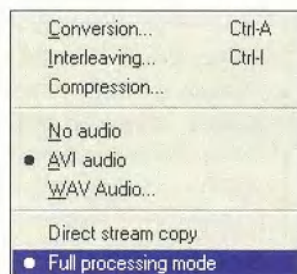 Conversion... Ctrl-A
Interleaving... Ctrl-I
Compression...
No audio
● AVI audio
WAV Audio...
Direct stream copy
● Full processing mode